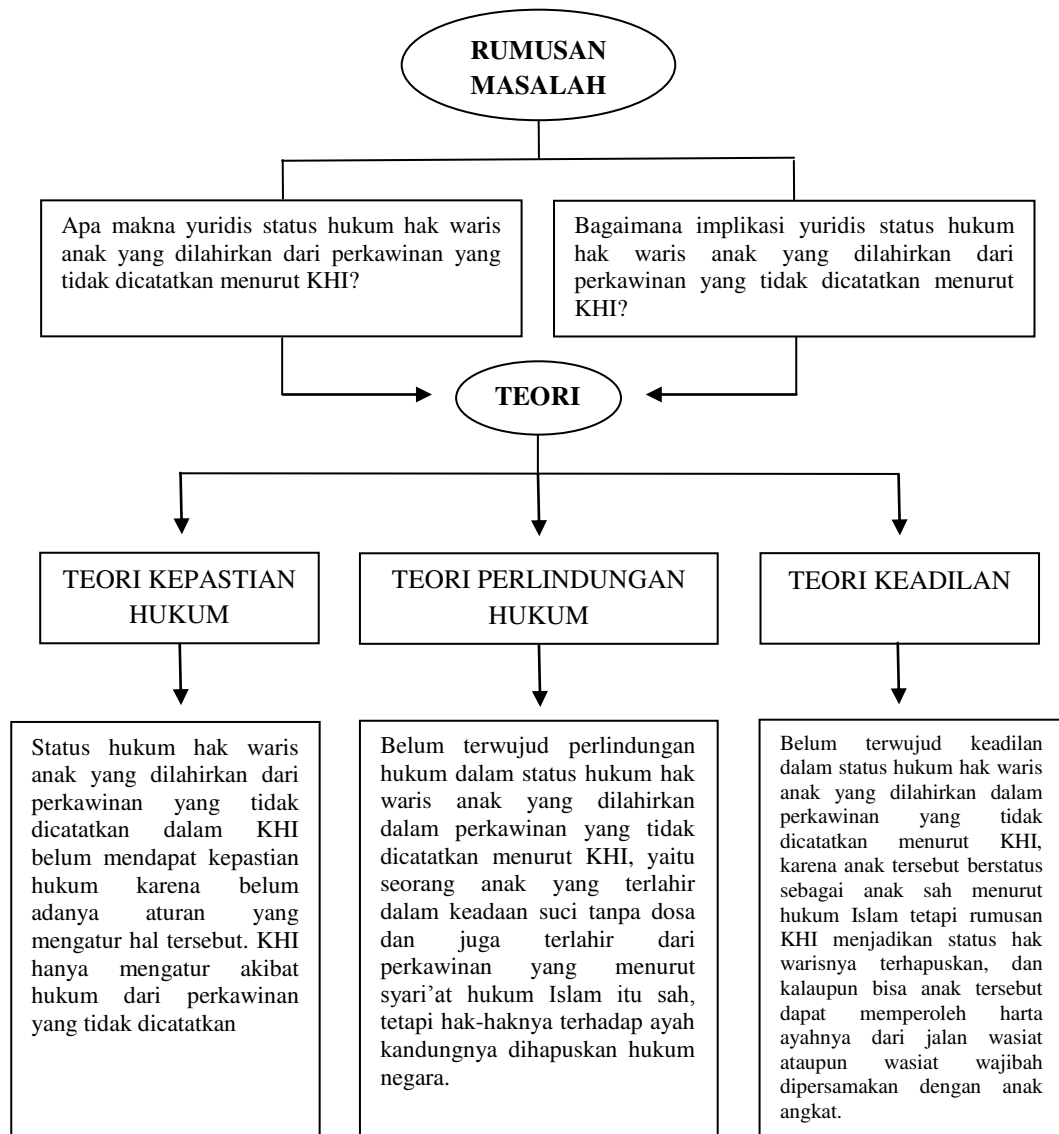 RUMUSAN
MASALAH
Apa makna yuridis status hukum hak waris
anak yang dilahirkan dari perkawinan yang
tidak dicatatkan menurut KHI?
Bagaimana implikasi yuridis status hukum
hak waris anak yang dilahirkan dari
perkawinan yang tidak dicatatkan menurut
KHI?
TEORI
TEORI KEPASTIAN
HUKUM
TEORI PERLINDUNGAN
HUKUM
TEORI KEADILAN
Status hukum hak waris
anak yang dilahirkan dari
perkawinan yang tidak
dicatatkan dalam KHI
belum mendapat kepastian
hukum karena belum
adanya aturan yang
mengatur hal tersebut. KHI
hanya mengatur akibat
hukum dari perkawinan
yang tidak dicatatkan
Belum terwujud perlindungan
hukum dalam status hukum hak
waris anak yang dilahirkan
dalam perkawinan yang tidak
dicatatkan menurut KHI, yaitu
seorang anak yang terlahir
dalam keadaan suci tanpa dosa
dan juga terlahir dari
perkawinan yang menurut
syari’at hukum Islam itu sah,
tetapi hak-haknya terhadap ayah
kandungnya dihapuskan hukum
negara.
Belum terwujud keadilan
dalam status hukum hak waris
anak yang dilahirkan dalam
perkawinan yang tidak
dicatatkan menurut KHI,
karena anak tersebut berstatus
sebagai anak sah menurut
hukum Islam tetapi rumusan
KHI menjadikan status hak
warisnya terhapuskan, dan
kalaupun bisa anak tersebut
dapat memperoleh harta
ayahnya dari jalan wasiat
ataupun wasiat wajibah
dipersamakan dengan anak
angkat.